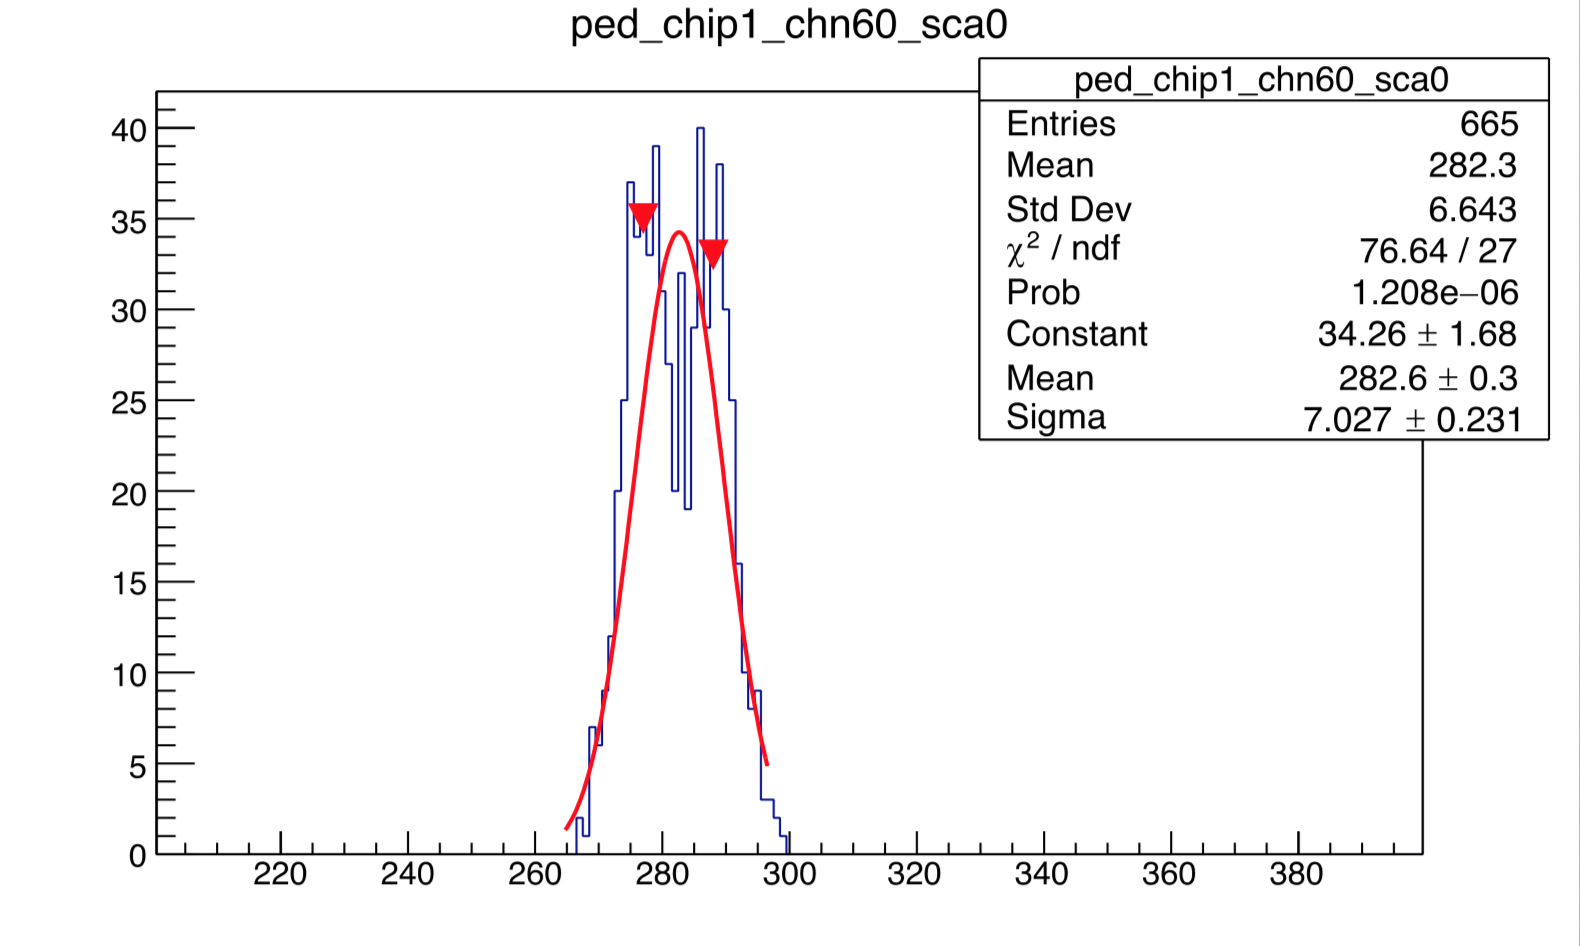 ped_chip1_chn60_sca0
ped_chip1_chn60_sca0
Entries 665
Mean 282.3
Std Dev 6.643
χ² / ndf 76.64 / 27
Prob 1.208e−06
Constant 34.26 ± 1.68
Mean 282.6 ± 0.3
Sigma 7.027 ± 0.231
40
35
30
25
20
15
10
5
0
220 240 260 280 300 320 340 360 380